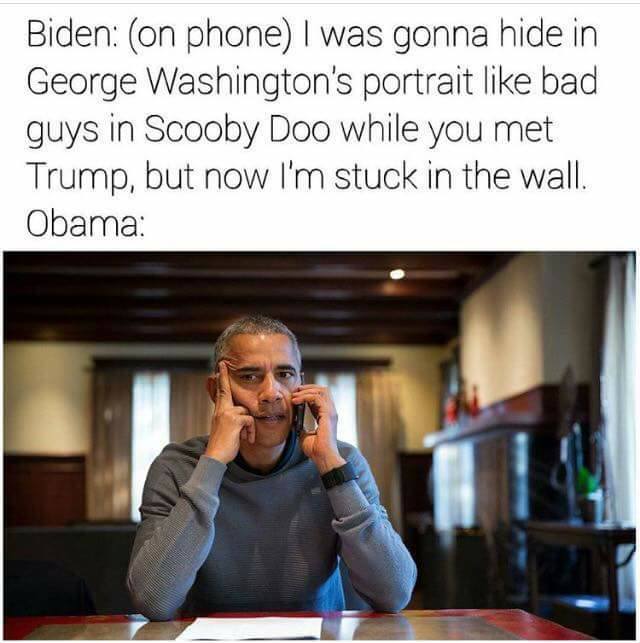 Biden: (on phone) I was gonna hide in
George Washington's portrait like bad
guys in Scooby Doo while you met
Trump, but now I'm stuck in the wall.
Obama: